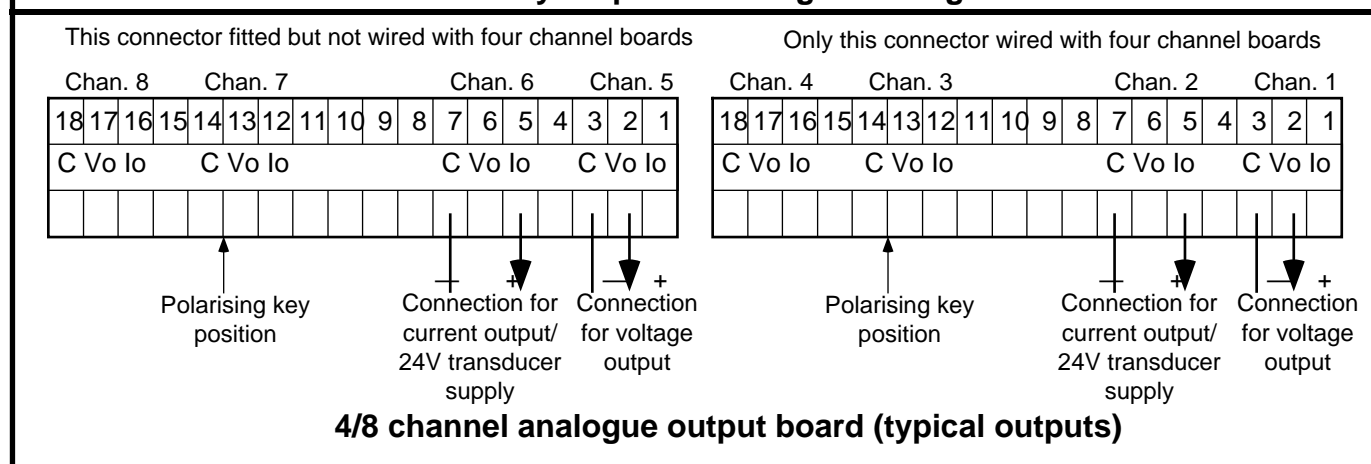 This connector fitted but not wired with four channel boards
Chan. 8 Chan. 7 Chan. 6 Chan. 5
18 17 16 15 14 13 12 11 10 9 8 7 6 5 4 3 2 1
C Vo Io C Vo Io C Vo Io C Vo Io
— + — +
Polarising key position
Connection for current output/ 24V transducer supply
Connection for voltage output
Only this connector wired with four channel boards
Chan. 4 Chan. 3 Chan. 2 Chan. 1
18 17 16 15 14 13 12 11 10 9 8 7 6 5 4 3 2 1
C Vo Io C Vo Io C Vo Io C Vo Io
— + — +
Polarising key position
Connection for current output/ 24V transducer supply
Connection for voltage output
4/8 channel analogue output board (typical outputs)